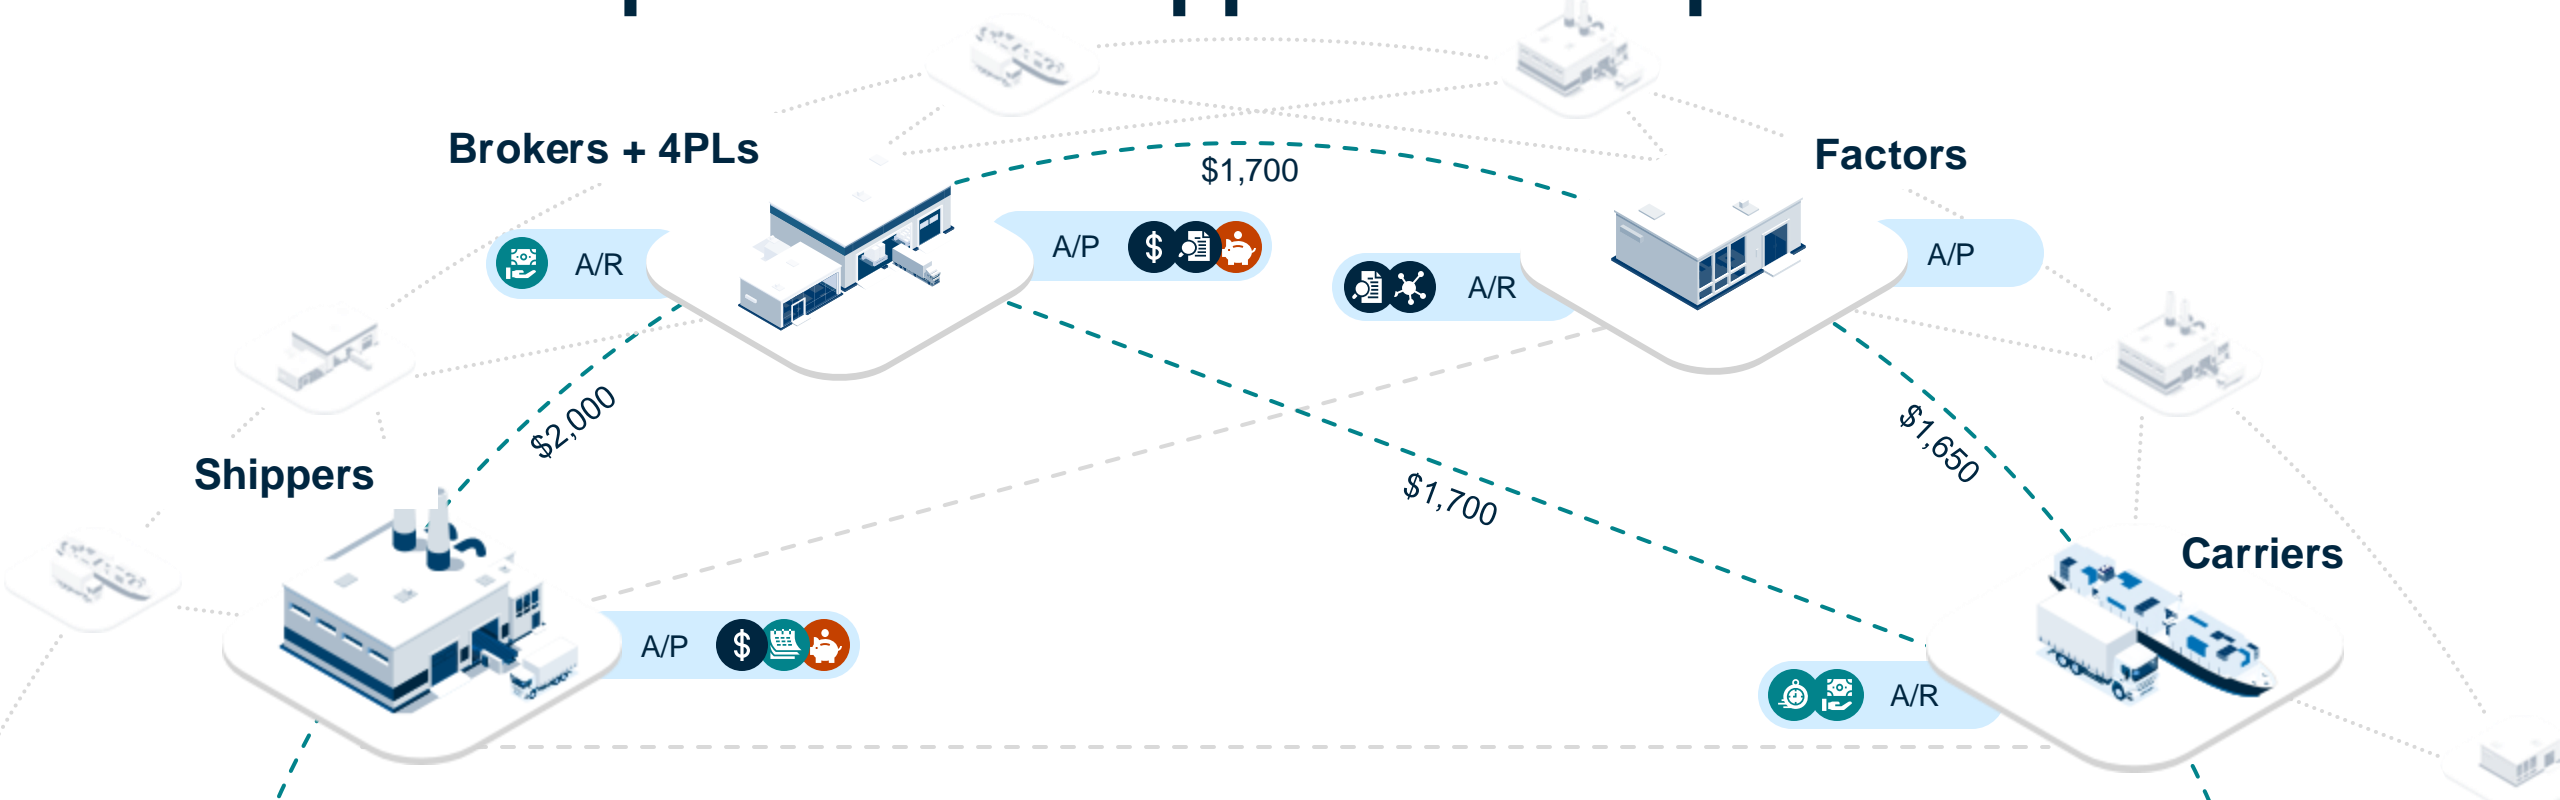 Brokers + 4PLs
Factors
$1,700
A/R
A/P
A/R
A/P
$2,000
$1,650
Shippers
$1,700
Carriers
A/P
A/R